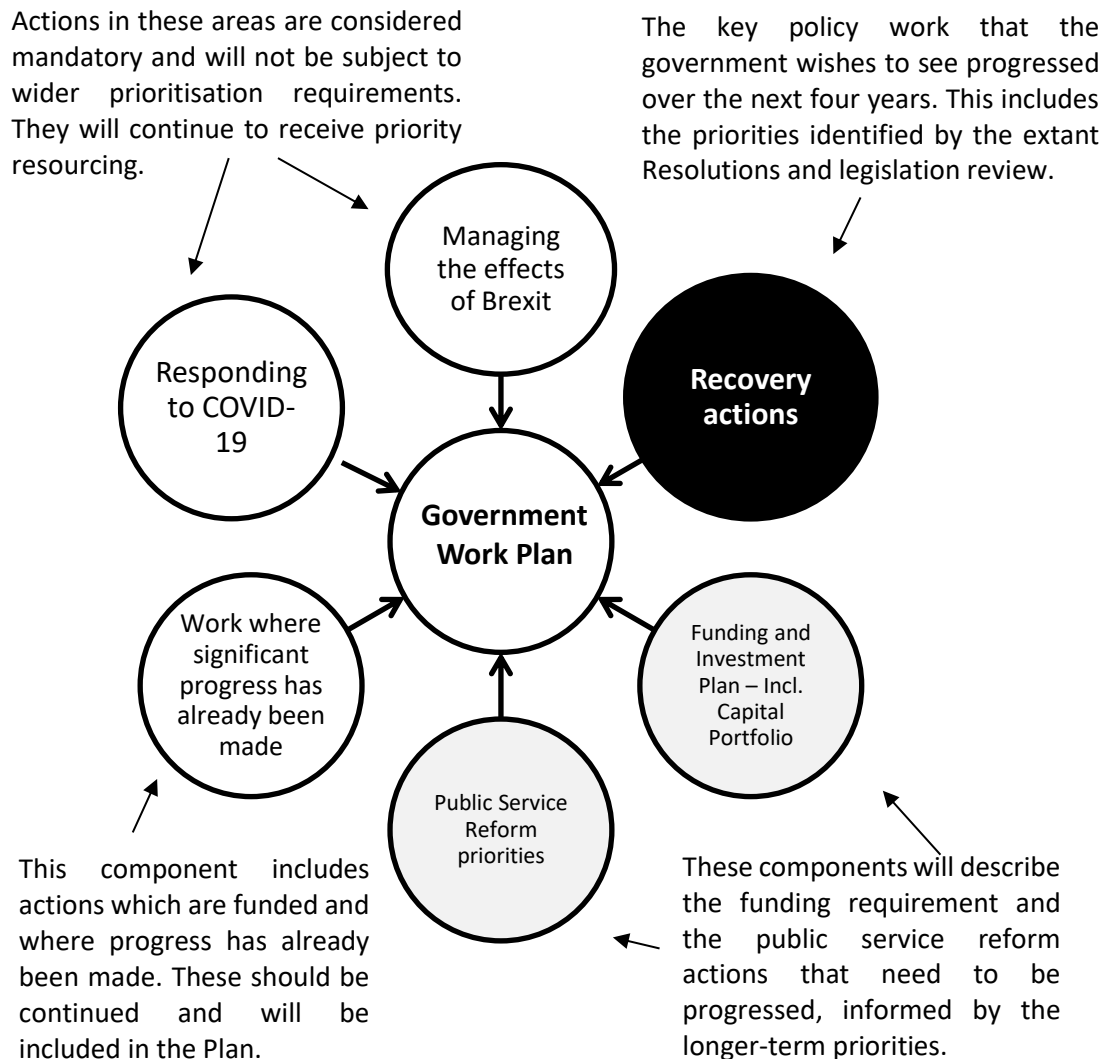 Actions in these areas are considered
mandatory and will not be subject to
wider prioritisation requirements.
They will continue to receive priority
resourcing.
The key policy work that the
government wishes to see progressed
over the next four years. This includes
the priorities identified by the extant
Resolutions and legislation review.
Managing
the effects
of Brexit
Responding
to COVID-
19
Recovery
actions
Government
Work Plan
Work where
significant
progress has
already been
made
Funding and
Investment
Plan – Incl.
Capital
Portfolio
Public Service
Reform
priorities
This component includes
actions which are funded and
where progress has already
been made. These should be
continued and will be
included in the Plan.
These components will describe
the funding requirement and
the public service reform
actions that need to be
progressed, informed by the
longer-term priorities.